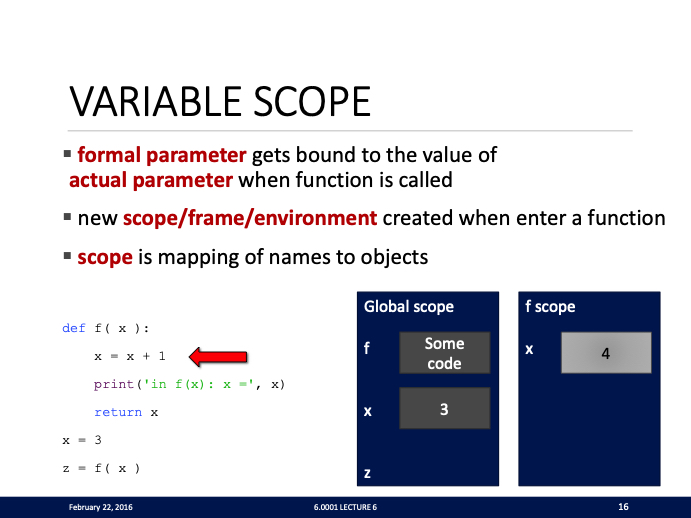 VARIABLE SCOPE
▪ formal parameter gets bound to the value of
actual parameter when function is called
▪ new scope/frame/environment created when enter a function
▪ scope is mapping of names to objects
def f( x ):
    x = x + 1
    print('in f(x): x =', x)
    return x
x = 3
z = f( x )
Global scope
f
Some
code
x
3
z
f scope
x
4
February 22, 2016
6.0001 LECTURE 6
16